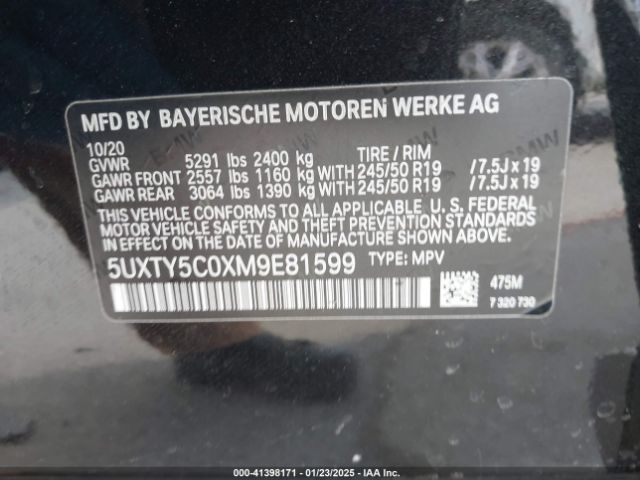 MFD BY BAYERISCHE MOTOREN WERKE AG
10/20
GVWR 5291 lbs 2400 kg TIRE / RIM
GAWR FRONT 2557 lbs 1160 kg WITH 245/50 R19 /7.5J x 19
GAWR REAR 3064 lbs 1390 kg WITH 245/50 R19 /7.5J x 19
THIS VEHICLE CONFORMS TO ALL APPLICABLE U. S. FEDERAL
MOTOR VEHICLE SAFETY AND THEFT PREVENTION STANDARDS
IN EFFECT ON THE DATE OF MANUFACTURE SHOWN ABOVE.
5UXTY5C0XM9E81599 TYPE: MPV
475M
7 320 730
000-41398171 - 01/23/2025 - IAA Inc.